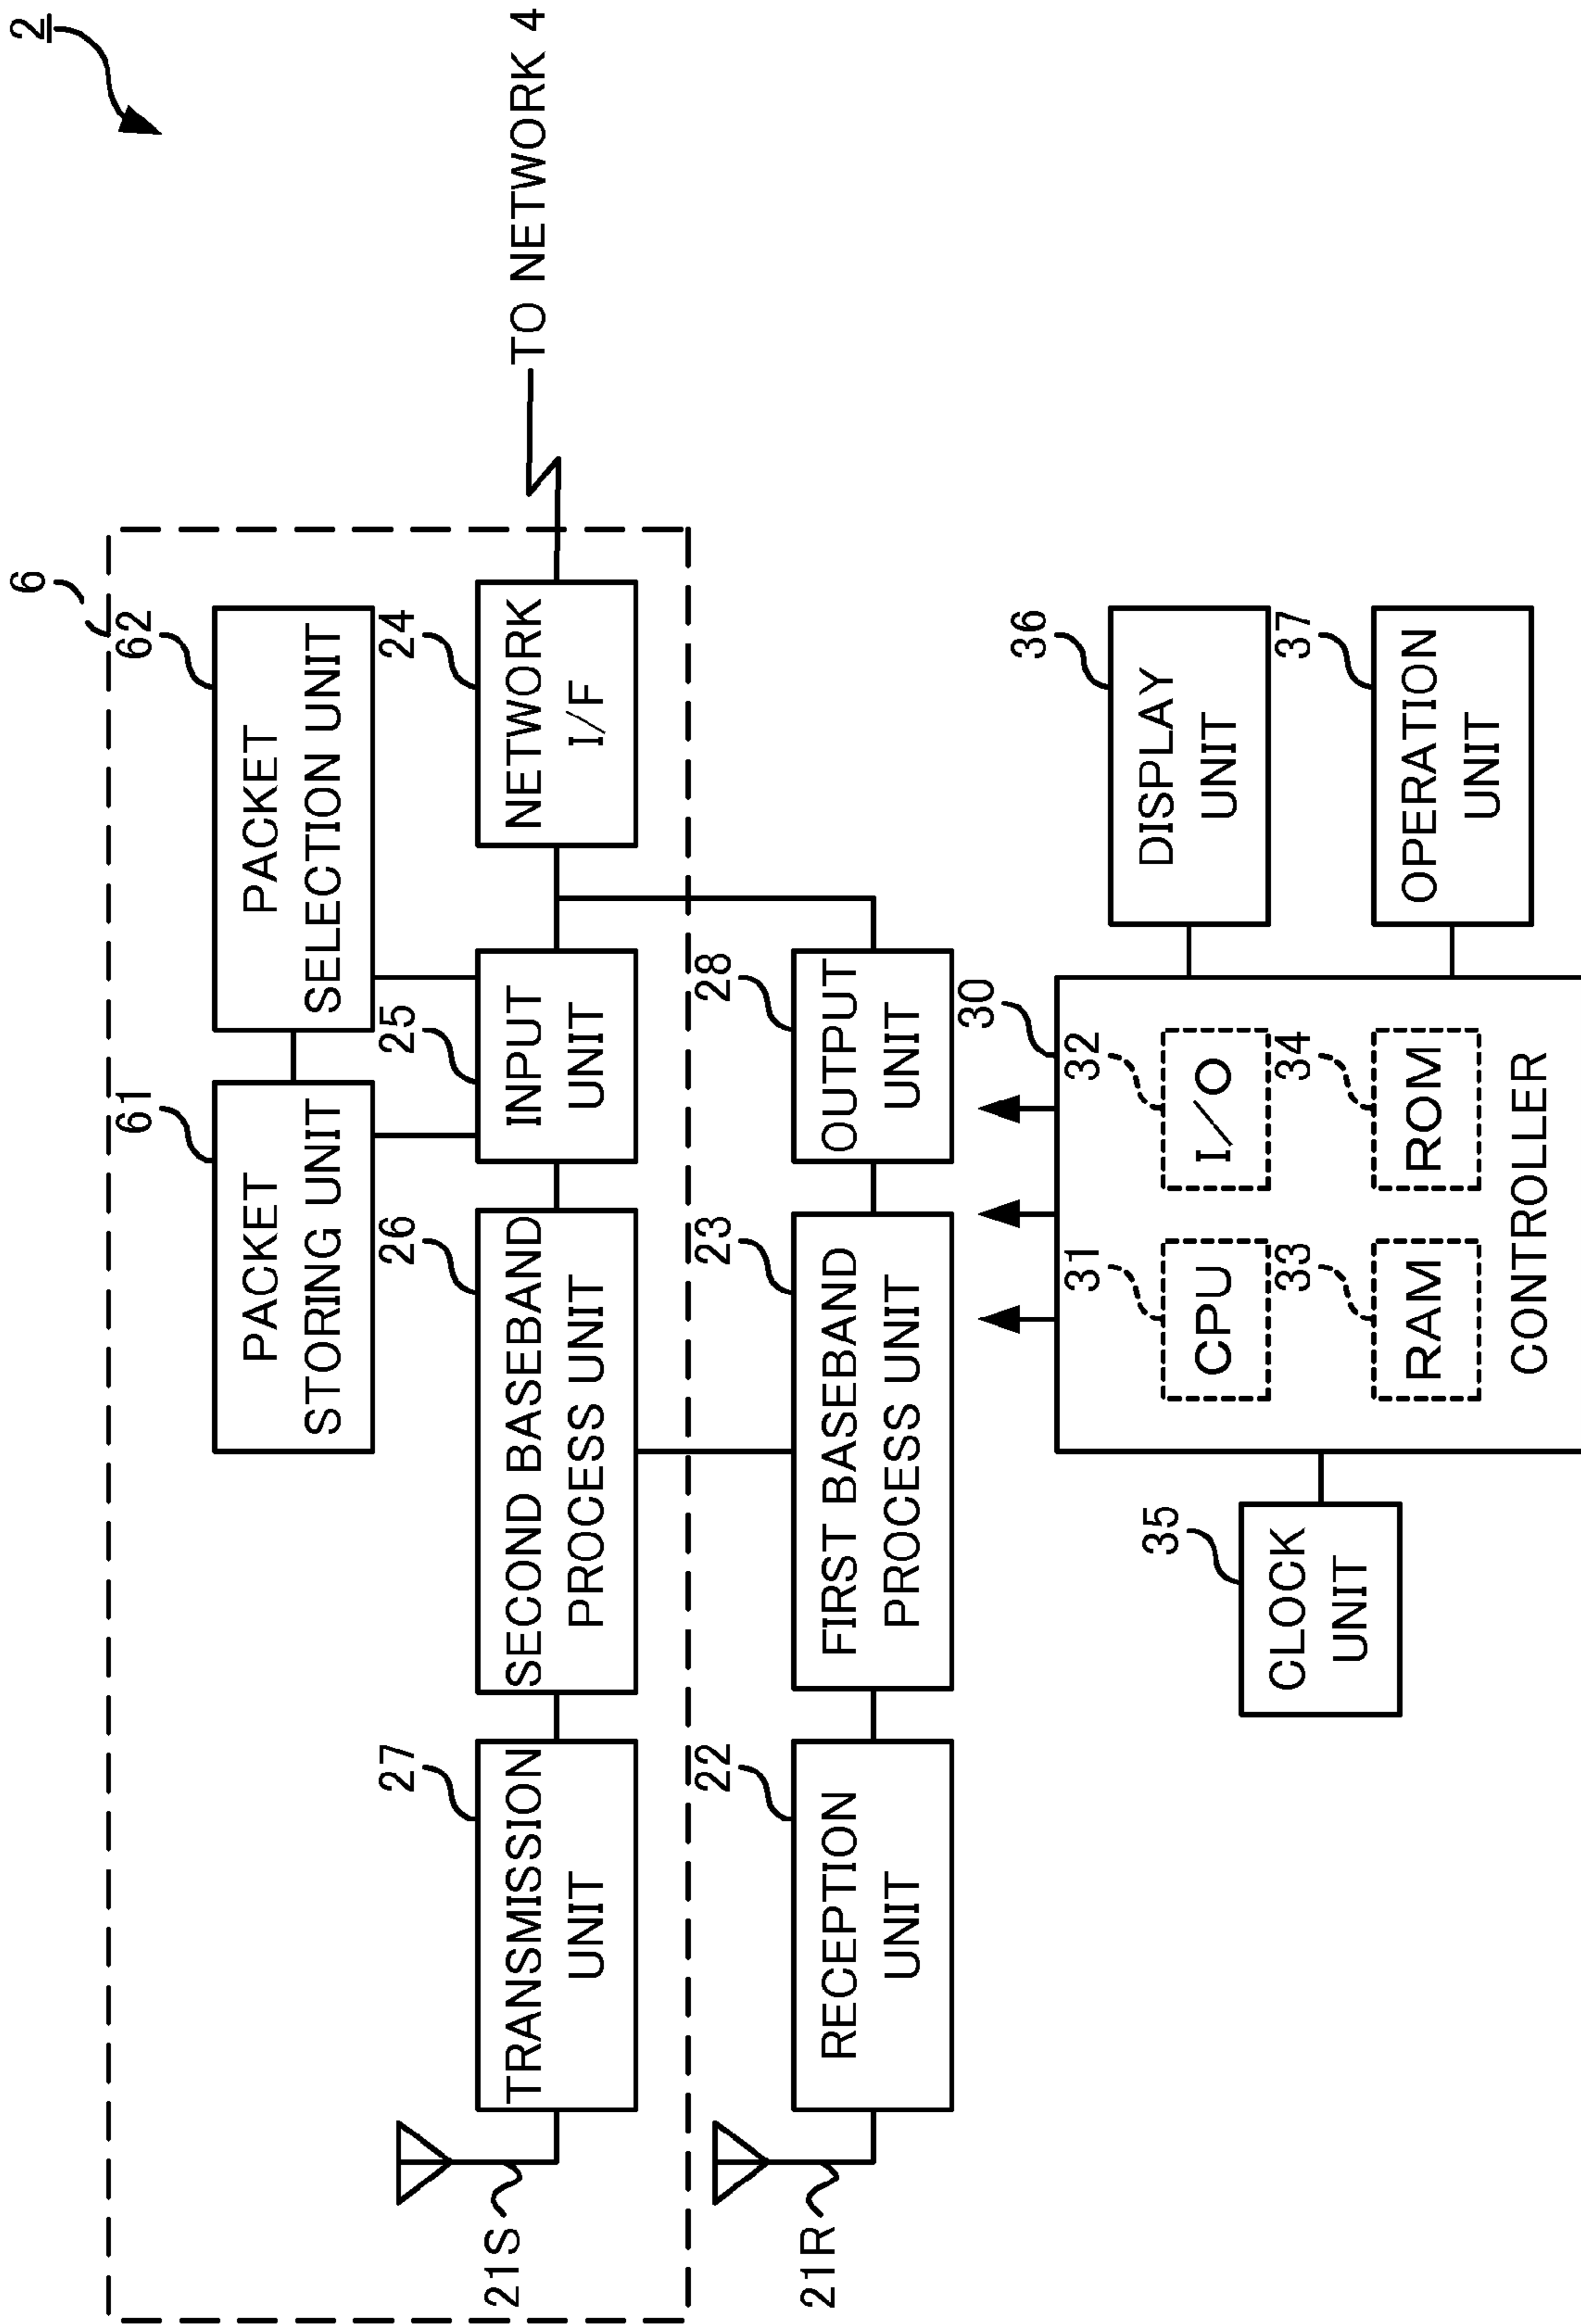 2
6
61
PACKET
STORING UNIT
62
PACKET
SELECTION UNIT
21S
27
TRANSMISSION
UNIT
26
SECOND BASEBAND
PROCESS UNIT
25
INPUT
UNIT
24
NETWORK
I/F
TO NETWORK 4
21R
22
RECEPTION
UNIT
23
FIRST BASEBAND
PROCESS UNIT
28
OUTPUT
UNIT
30
35
CLOCK
UNIT
31
CPU
32
I/O
33
RAM
34
ROM
CONTROLLER
36
DISPLAY
UNIT
37
OPERATION
UNIT